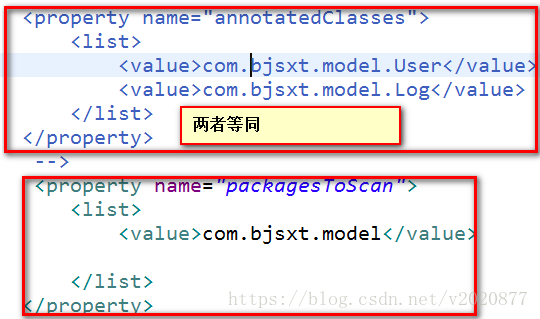 <property name="annotatedClasses">
<list>
<value>com.bjsxt.model.User</value>
<value>com.bjsxt.model.Log</value>
</list>
</property>
两者等同
-->
<property name="packagesToScan">
<list>
<value>com.bjsxt.model</value>
</list>
</property>
https://blog.csdn.net/v2020877